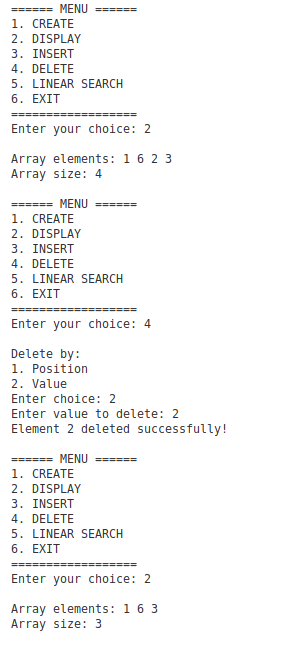 ====== MENU ======
1. CREATE
2. DISPLAY
3. INSERT
4. DELETE
5. LINEAR SEARCH
6. EXIT
==================
Enter your choice: 2
Array elements: 1 6 2 3
Array size: 4
====== MENU ======
1. CREATE
2. DISPLAY
3. INSERT
4. DELETE
5. LINEAR SEARCH
6. EXIT
==================
Enter your choice: 4
Delete by:
1. Position
2. Value
Enter choice: 2
Enter value to delete: 2
Element 2 deleted successfully!
====== MENU ======
1. CREATE
2. DISPLAY
3. INSERT
4. DELETE
5. LINEAR SEARCH
6. EXIT
==================
Enter your choice: 2
Array elements: 1 6 3
Array size: 3